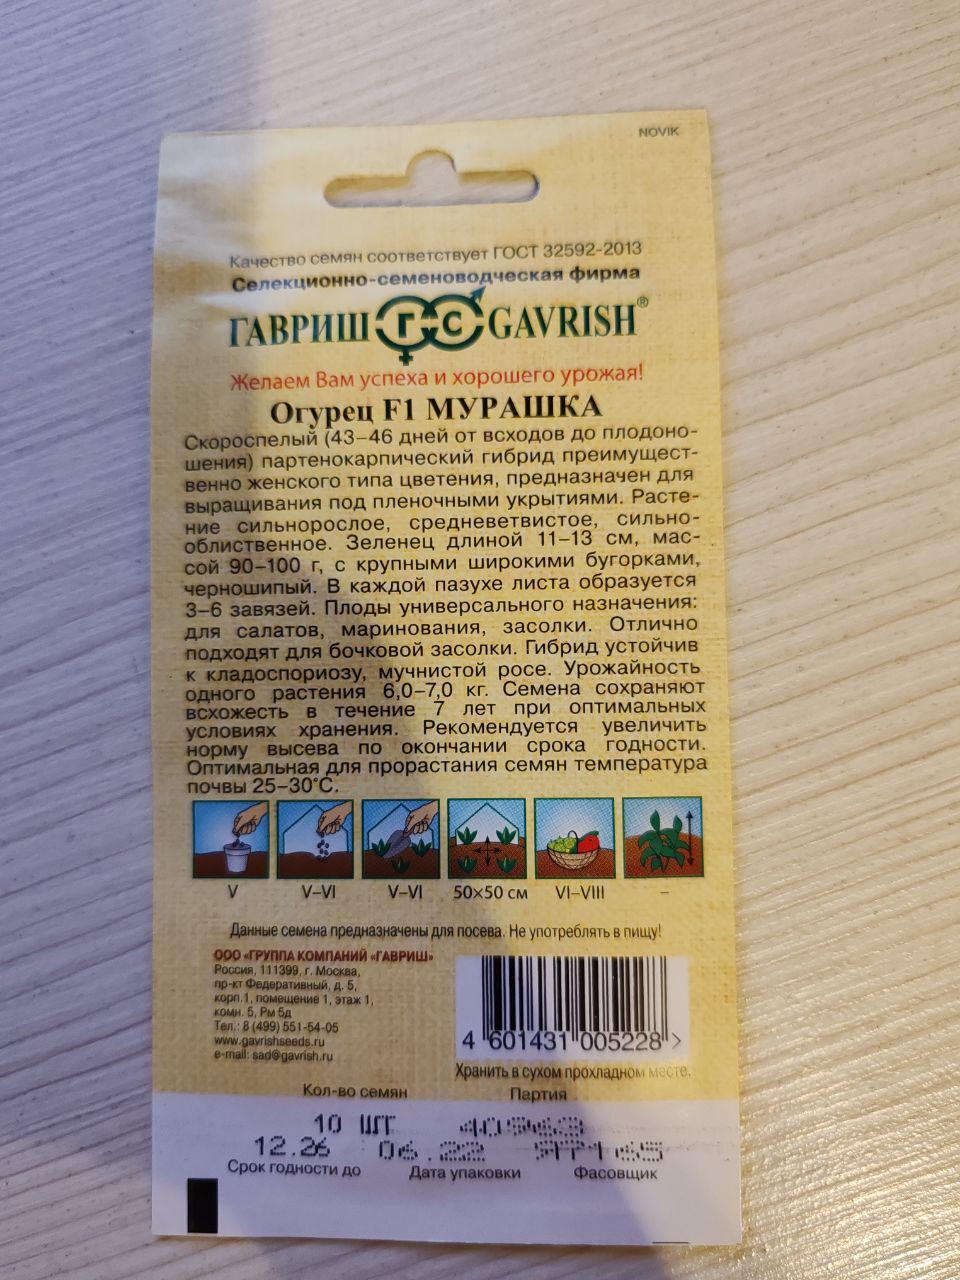 NOVIK
Качество семян соответствует ГОСТ 32592-2013
Селекционно-семеноводческая фирма
ГАВРИШ ГС GAVRISH®
Желаем Вам успеха и хорошего урожая!
Огурец F1 МУРАШКА
Скороспелый (43–46 дней от всходов до плодоно-
шения) партенокарпический гибрид преимущест-
венно женского типа цветения, предназначен для
выращивания под пленочными укрытиями. Расте-
ние сильнорослое, средневетвистое, сильно-
облиственное. Зеленец длиной 11–13 см, мас-
сой 90–100 г, с крупными широкими бугорками,
черношипый. В каждой пазухе листа образуется
3–6 завязей. Плоды универсального назначения:
для салатов, маринования, засолки. Отлично
подходят для бочковой засолки. Гибрид устойчив
к кладоспориозу, мучнистой росе. Урожайность
одного растения 6,0–7,0 кг. Семена сохраняют
всхожесть в течение 7 лет при оптимальных
условиях хранения. Рекомендуется увеличить
норму высева по окончании срока годности.
Оптимальная для прорастания семян температура
почвы 25–30°С.
V V–VI V–VI 50×50 см VI–VIII –
Данные семена предназначены для посева. Не употреблять в пищу!
ООО «ГРУППА КОМПАНИЙ «ГАВРИШ»
Россия, 111399, г. Москва,
пр-кт Федеративный, д. 5,
корп.1, помещение 1, этаж 1,
комн. 5, Рм 5д
Тел.: 8 (499) 551-54-05
www.gavrishseeds.ru
e-mail: sad@gavrish.ru
4 601431 005228 >
Хранить в сухом прохладном месте.
Кол-во семян Партия
10 ШТ
12.26 06.22
Срок годности до Дата упаковки Фасовщик